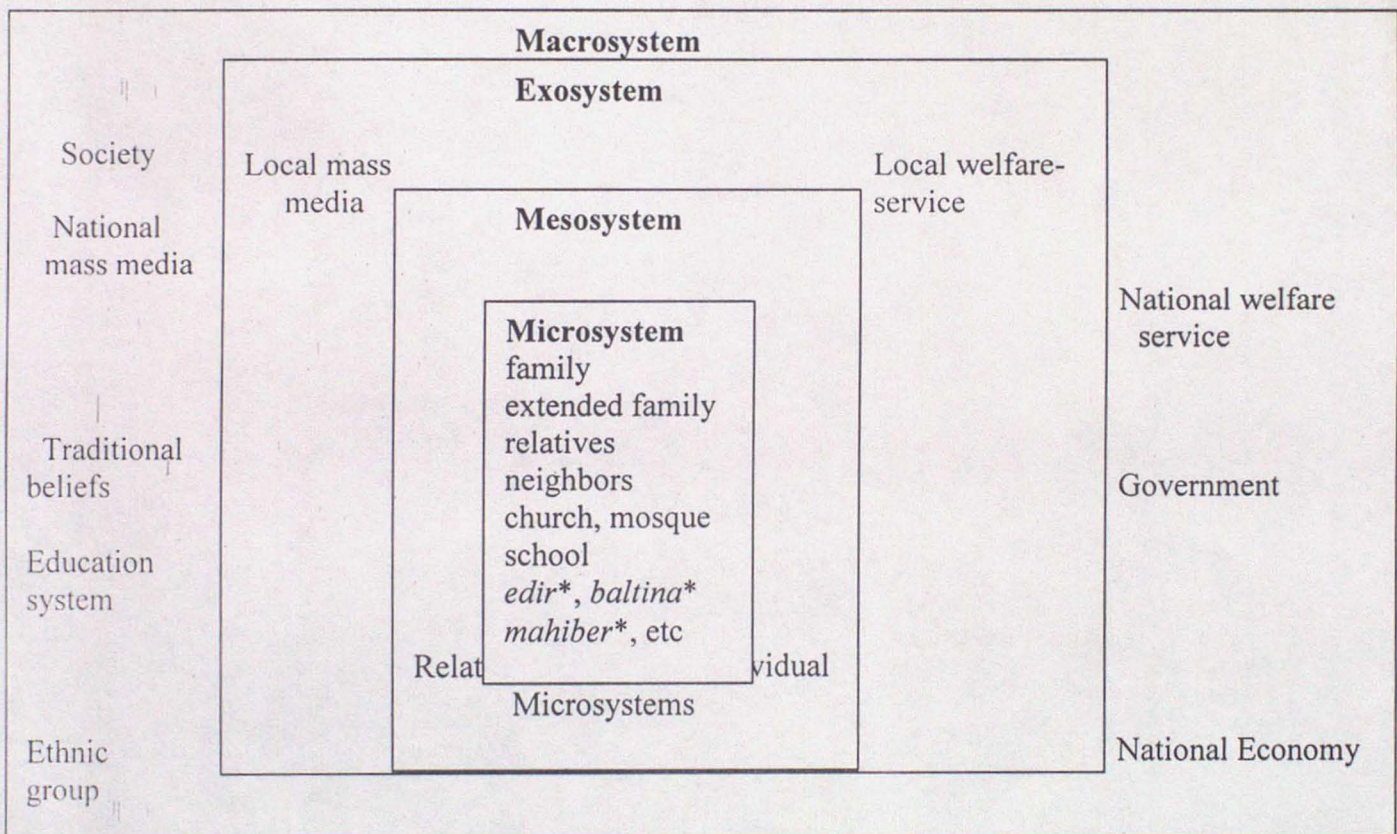 Macrosystem
Exosystem
Society
National
mass media
Traditional
beliefs
Education
system
Ethnic
group
Local mass
media
Local welfare-
service
Mesosystem
Microsystem
family
extended family
relatives
neighbors
church, mosque
school
edir*, baltina*
mahiber*, etc
Relat vidual
Microsystems
National welfare
service
Government
National Economy